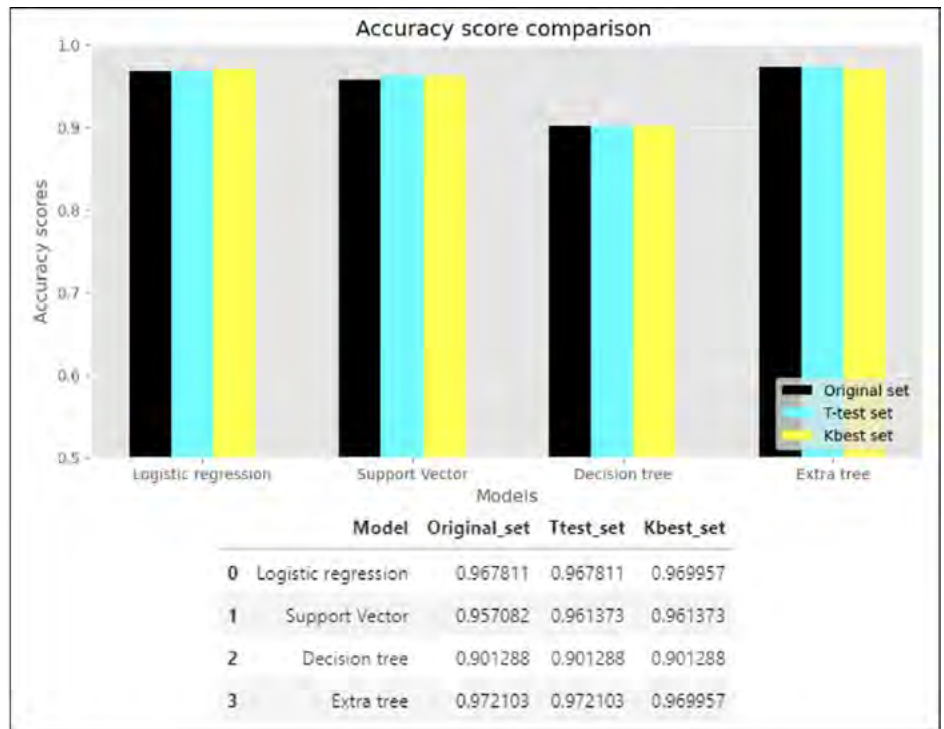 Accuracy score comparison
1.0
0.9
0.8
0.7
0.6
0.5
Accuracy scores
Original set
T-test set
Kbest set
Logistic regression Support Vector Decision tree Extra tree
Models
Model Original_set Ttest_set Kbest_set
0 Logistic regression 0.967811 0.967811 0.969957
1 Support Vector 0.957082 0.961373 0.961373
2 Decision tree 0.901288 0.901288 0.901288
3 Extra tree 0.972103 0.972103 0.969957